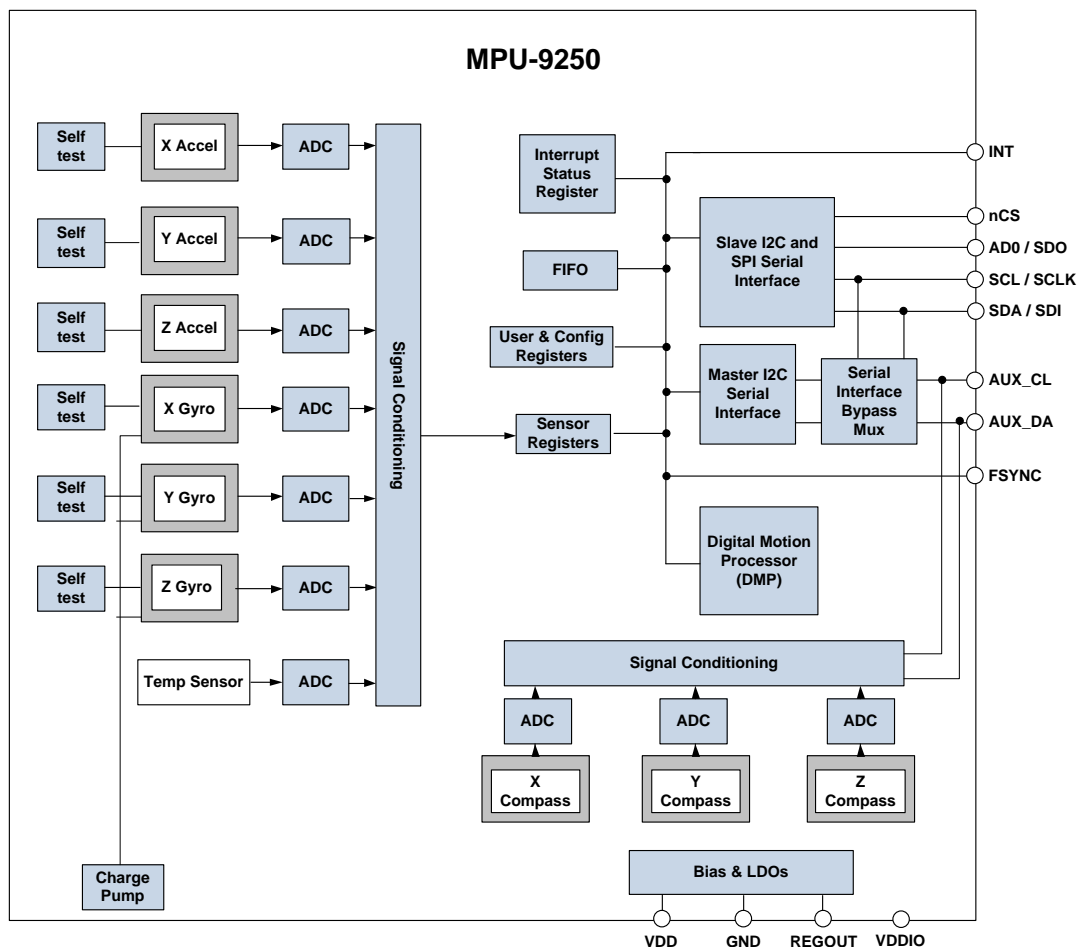 MPU-9250
Self
test
X Accel
ADC
Self
test
Y Accel
ADC
Self
test
Z Accel
ADC
Self
test
X Gyro
ADC
Self
test
Y Gyro
ADC
Self
test
Z Gyro
ADC
Temp Sensor
ADC
Signal Conditioning
Charge
Pump
Interrupt
Status
Register
FIFO
User & Config
Registers
Sensor
Registers
Slave I2C and
SPI Serial
Interface
Master I2C
Serial
Interface
Serial
Interface
Bypass
Mux
Digital Motion
Processor
(DMP)
INT
nCS
AD0 / SDO
SCL / SCLK
SDA / SDI
AUX_CL
AUX_DA
FSYNC
Signal Conditioning
ADC
ADC
ADC
X
Compass
Y
Compass
Z
Compass
Bias & LDOs
VDD
GND
REGOUT
VDDIO